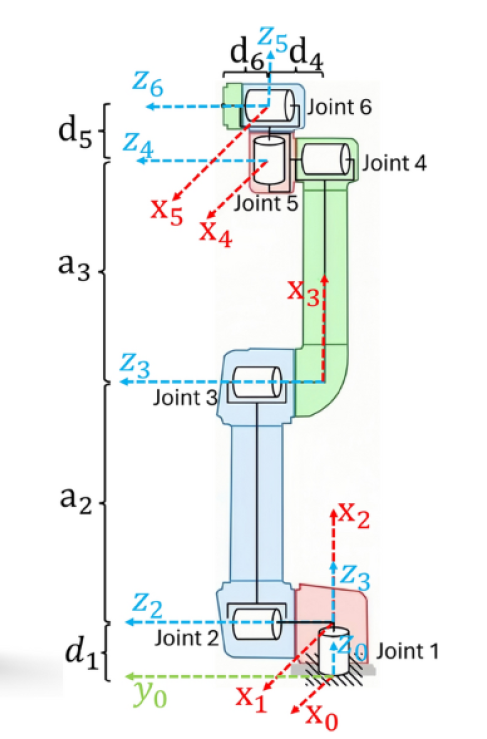 d₆ z₅ d₄
z₆
Joint 6
d₅
z₄
Joint 4
x₅
Joint 5
x₄
a₃
x₃
z₃
Joint 3
a₂
x₂
z₃
z₂
Joint 2
d₁
z₀
Joint 1
y₀
x₁
x₀